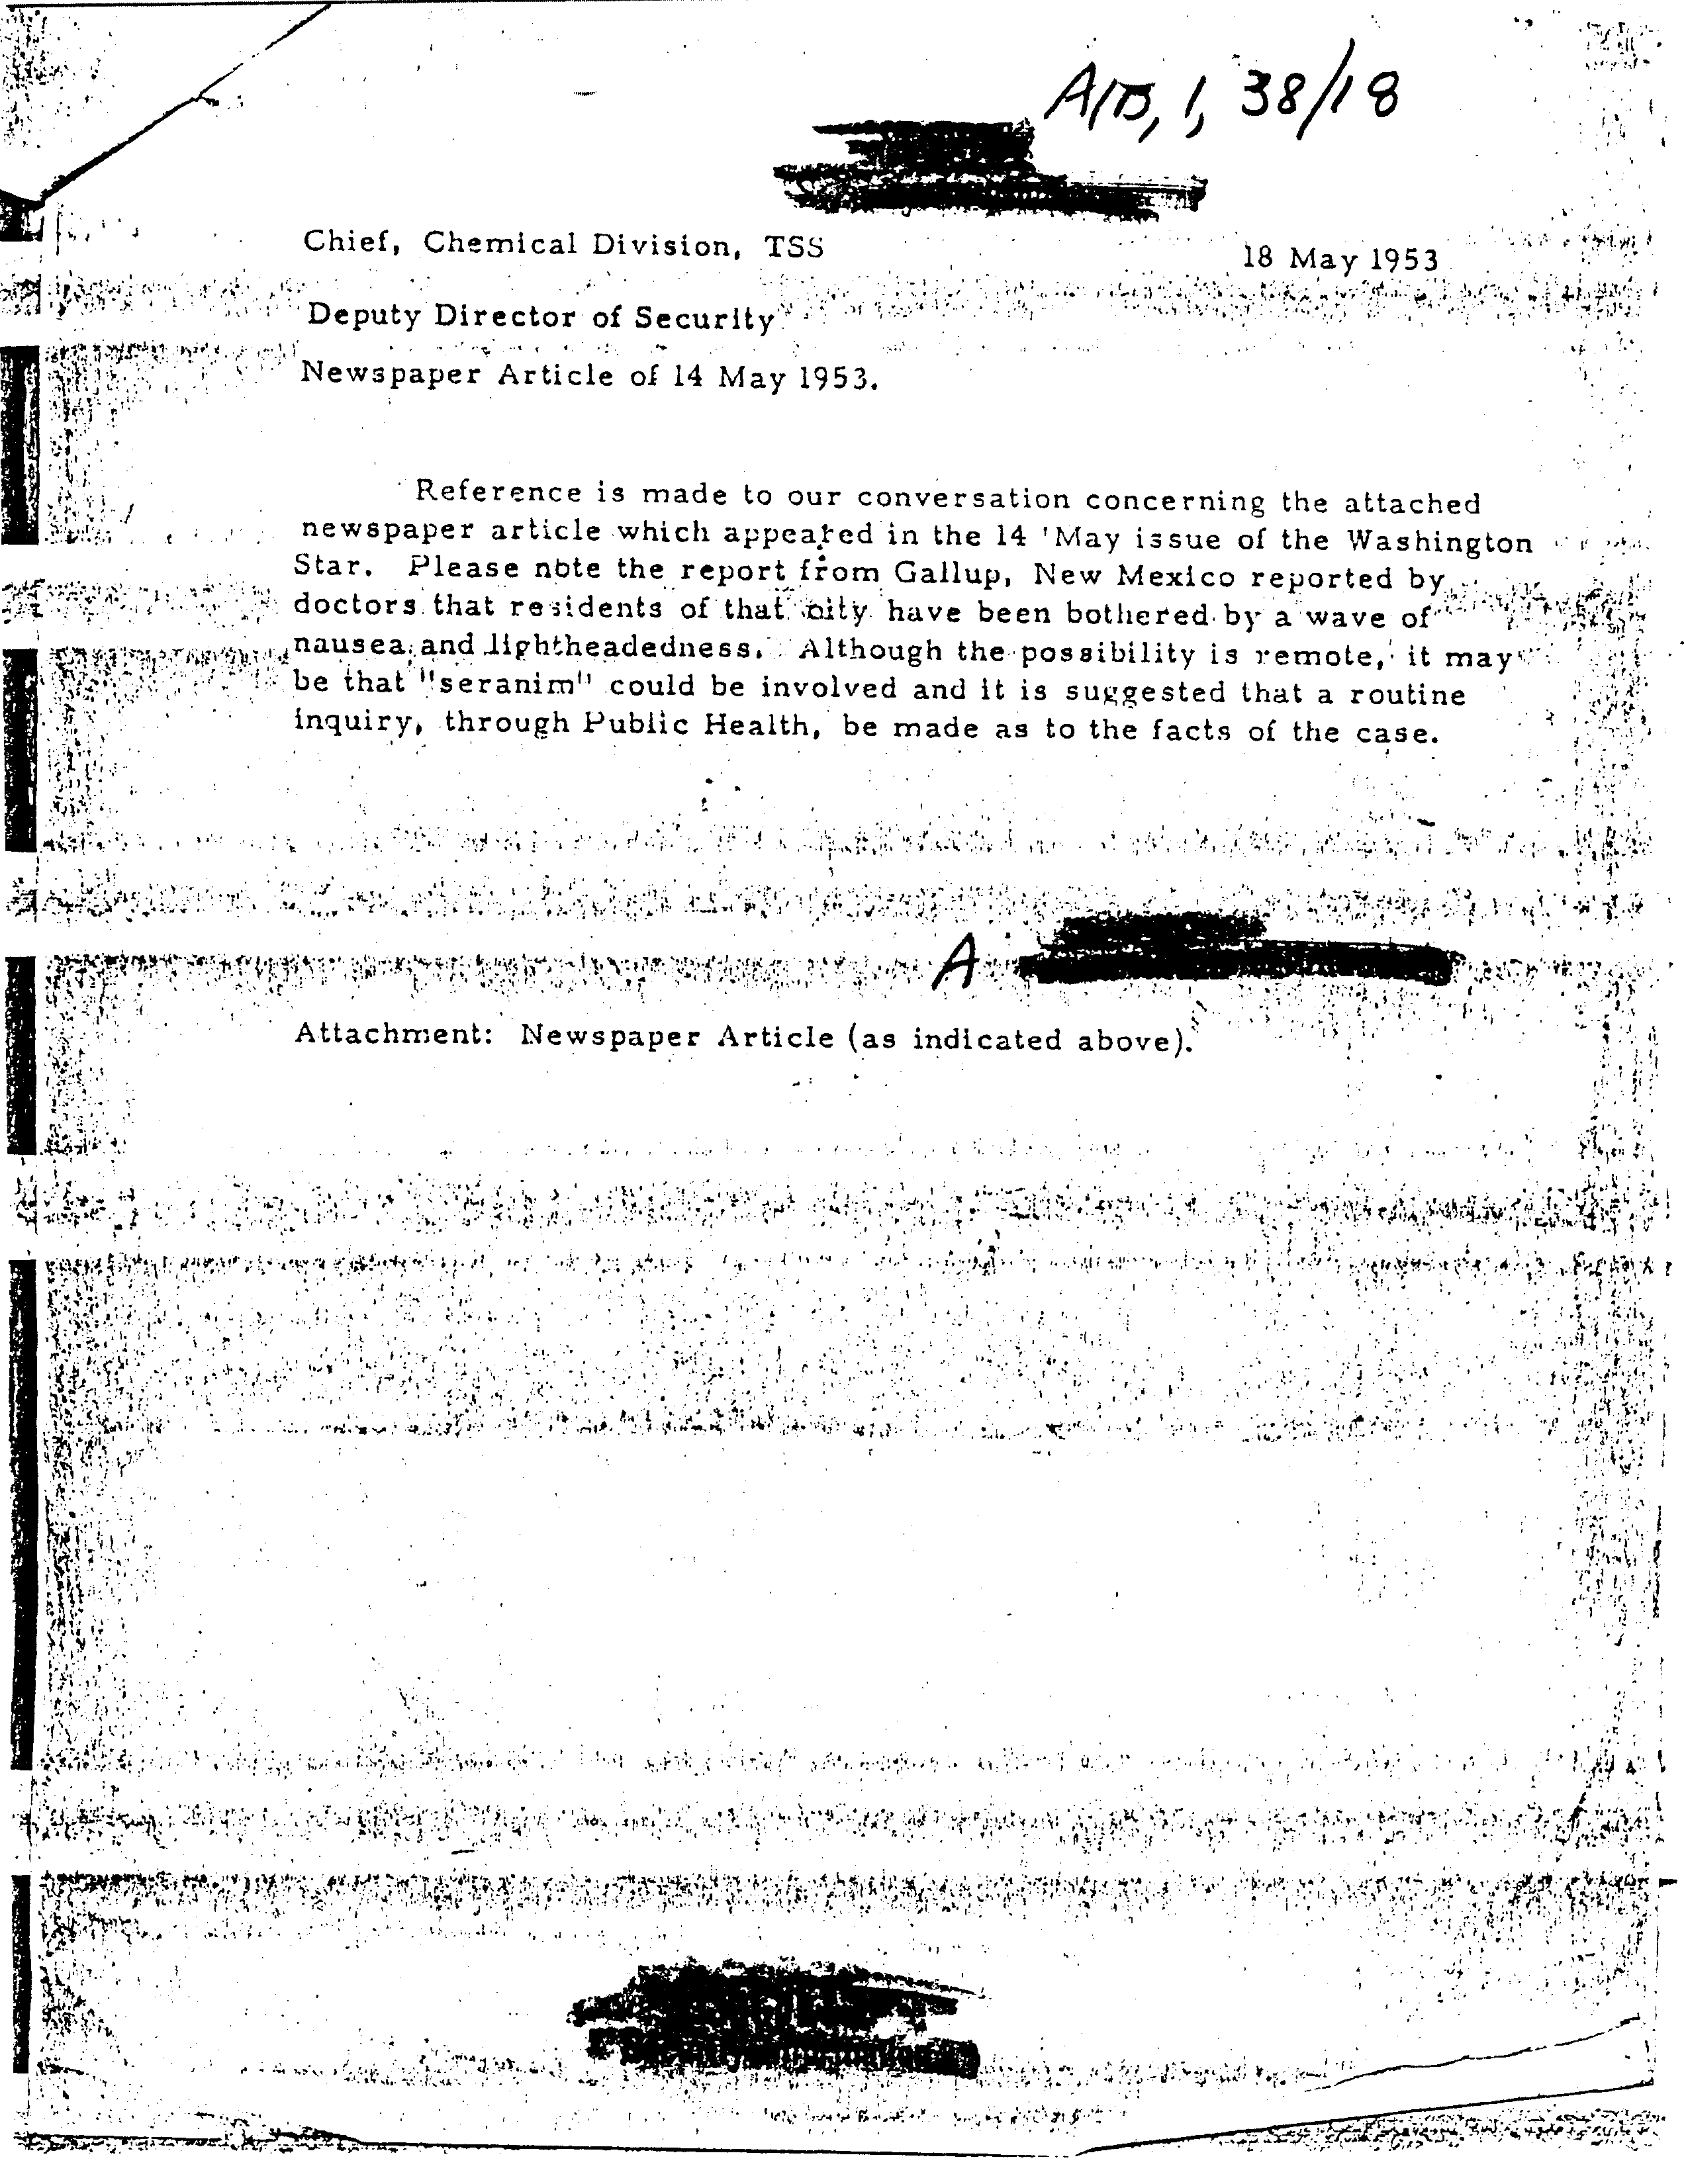 A/B, 1, 38/18
Chief, Chemical Division, TSS
18 May 1953
Deputy Director of Security
Newspaper Article of 14 May 1953.
Reference is made to our conversation concerning the attached
newspaper article which appeared in the 14 'May issue of the Washington
Star. Please note the report from Gallup, New Mexico reported by
doctors that residents of that city have been bothered by a wave of
nausea and lightheadedness. Although the possibility is remote, it may
be that "seranim" could be involved and it is suggested that a routine
inquiry, through Public Health, be made as to the facts of the case.
A
Attachment: Newspaper Article (as indicated above).